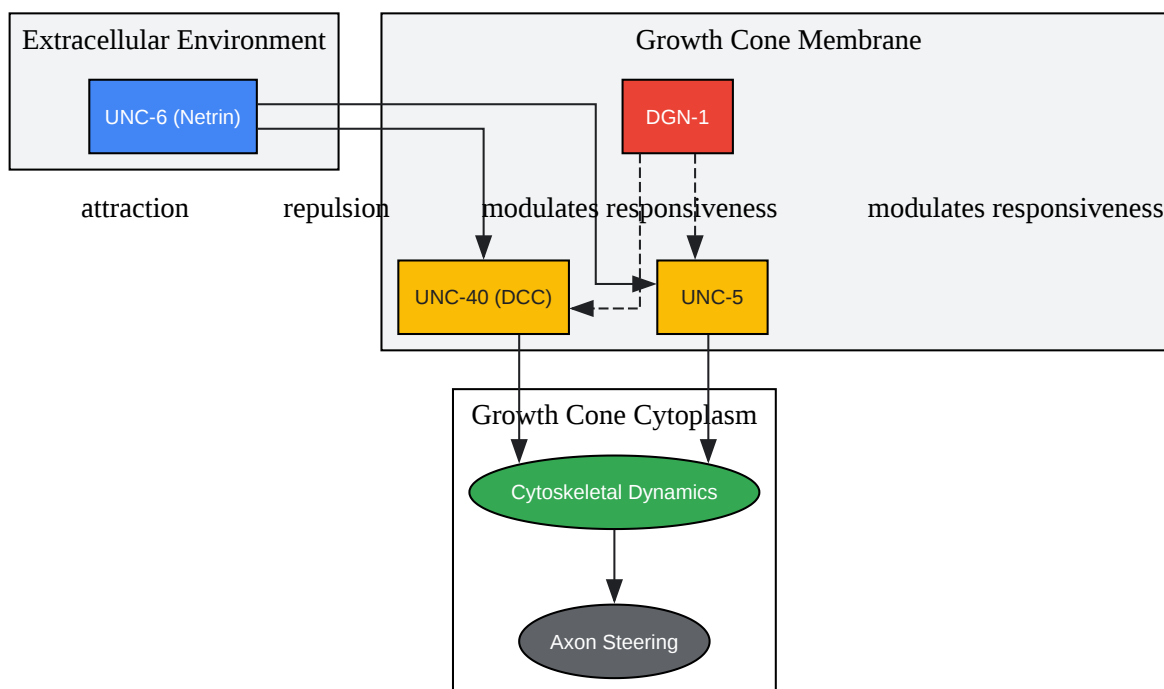 Extracellular Environment
Growth Cone Membrane
UNC-6 (Netrin)
DGN-1
attraction
repulsion
modulates responsiveness
modulates responsiveness
UNC-40 (DCC)
UNC-5
Growth Cone Cytoplasm
Cytoskeletal Dynamics
Axon Steering